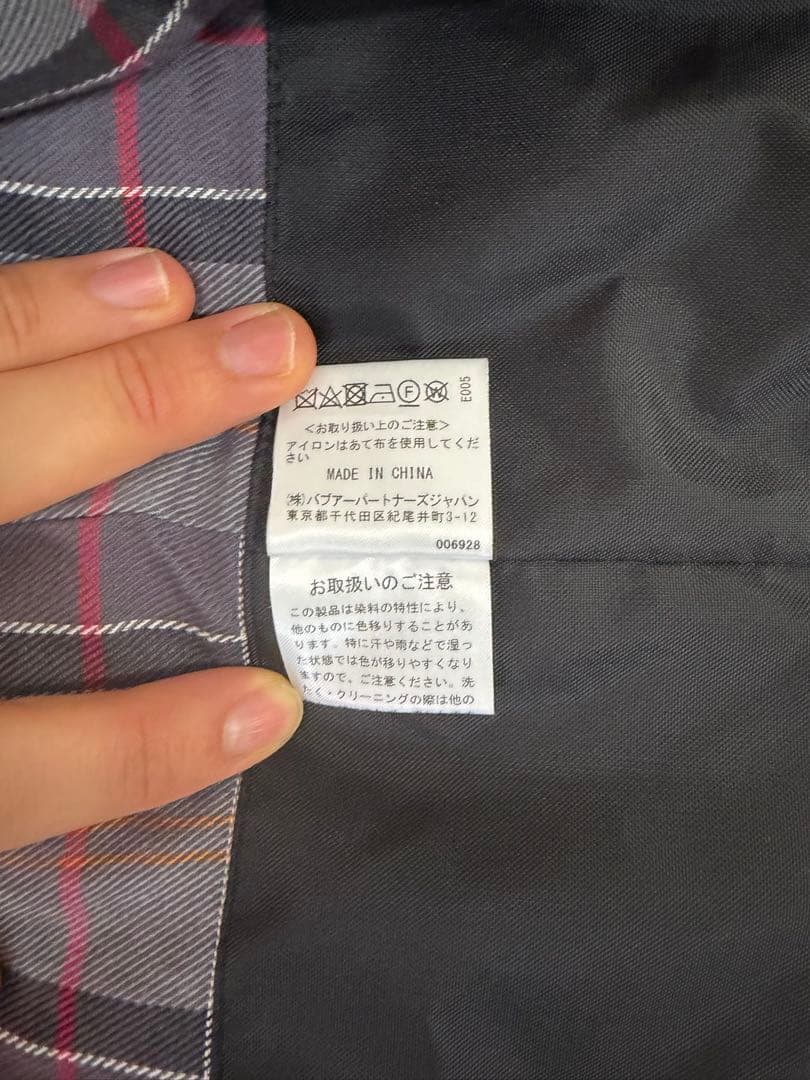 F W E005
<お取り扱い上のご注意>
アイロンはあて布を使用してくだ
さい
MADE IN CHINA
(株)バブアーパートナーズジャパン
東京都千代田区紀尾井町3-12
006928
お取扱いのご注意
この製品は染料の特性により、
他のものに色移りすることがあ
ります。特に汗や雨などで湿っ
た状態では色が移りやすくなり
ますので、ご注意ください。洗
たく・クリーニングの際は他の